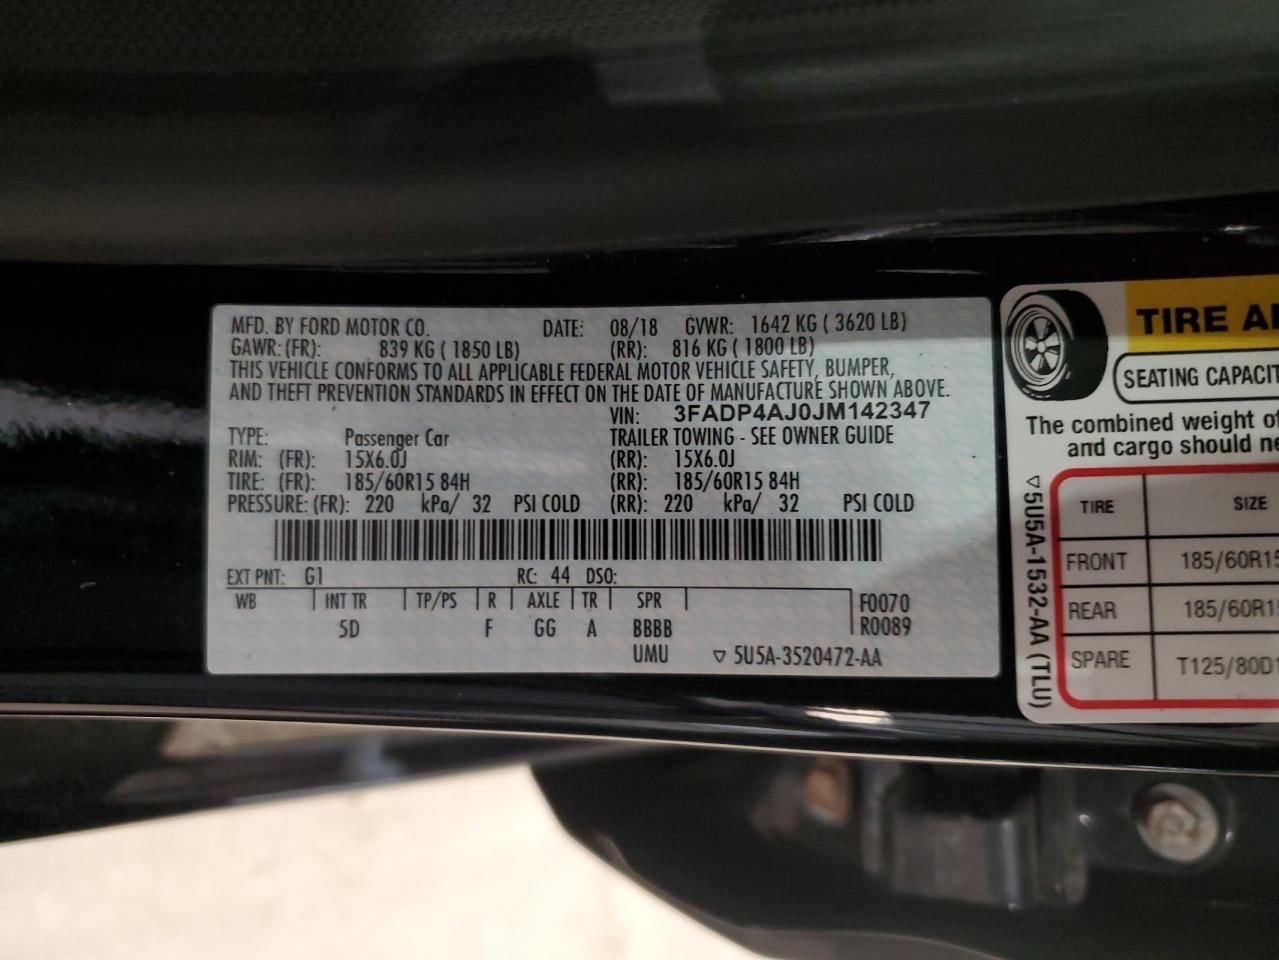 MFD. BY FORD MOTOR CO. DATE: 08/18 GVWR: 1642 KG ( 3620 LB)
GAWR: (FR): 839 KG ( 1850 LB) (RR): 816 KG ( 1800 LB)
THIS VEHICLE CONFORMS TO ALL APPLICABLE FEDERAL MOTOR VEHICLE SAFETY, BUMPER,
AND THEFT PREVENTION STANDARDS IN EFFECT ON THE DATE OF MANUFACTURE SHOWN ABOVE.
VIN: 3FADP4AJ0JM142347
TYPE: Passenger Car TRAILER TOWING - SEE OWNER GUIDE
RIM: (FR): 15X6.0J (RR): 15X6.0J
TIRE: (FR): 185/60R15 84H (RR): 185/60R15 84H
PRESSURE: (FR): 220 kPa/ 32 PSI COLD (RR): 220 kPa/ 32 PSI COLD
EXT PNT: G1 RC: 44 DSO:
WB | INT TR | TP/PS | R | AXLE | TR | SPR | F0070
5D F GG A BBBB R0089
UMU ▽ 5U5A-3520472-AA
TIRE A
SEATING CAPACIT
The combined weight of
and cargo should ne
▽5U5A-1532-AA (TLU)
TIRE SIZE
FRONT 185/60R15
REAR 185/60R1
SPARE T125/80D1